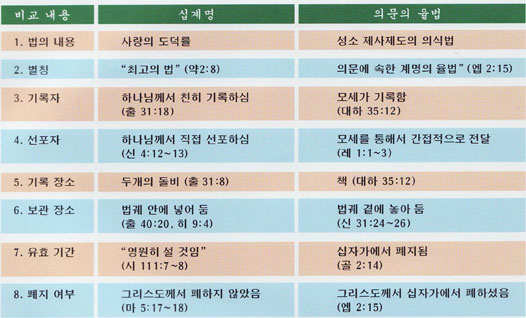 비교 내용 십계명 의문의 율법
1. 법의 내용 사랑의 도덕률 성소 제사제도의 의식법
2. 별칭 “최고의 법” (약2:8) 의문에 속한 계명의 율법” (엡 2:15)
3. 기록자 하나님께서 친히 기록하심 모세가 기록함
(출 31:18) (대하 35:12)
4. 선포자 하나님께서 직접 선포하심 모세를 통해서 간접적으로 전달
(신 4:12~13) (레 1:1~3)
5. 기록 장소 두개의 돌비 (출 31:8) 책 (대하 35:12)
6. 보관 장소 법궤 안에 넣어 둠 법궤 곁에 놓아 둠
(출 40:20, 히 9:4) (신 31:24~26)
7. 유효 기간 “영원히 설 것임” 십자가에서 폐지됨
(시 111:7~8) (골 2:14)
8. 폐지 여부 그리스도께서 폐하지 않았음 그리스도께서 십자가에서 폐하셨음
(마 5:17~18) (엡 2:15)